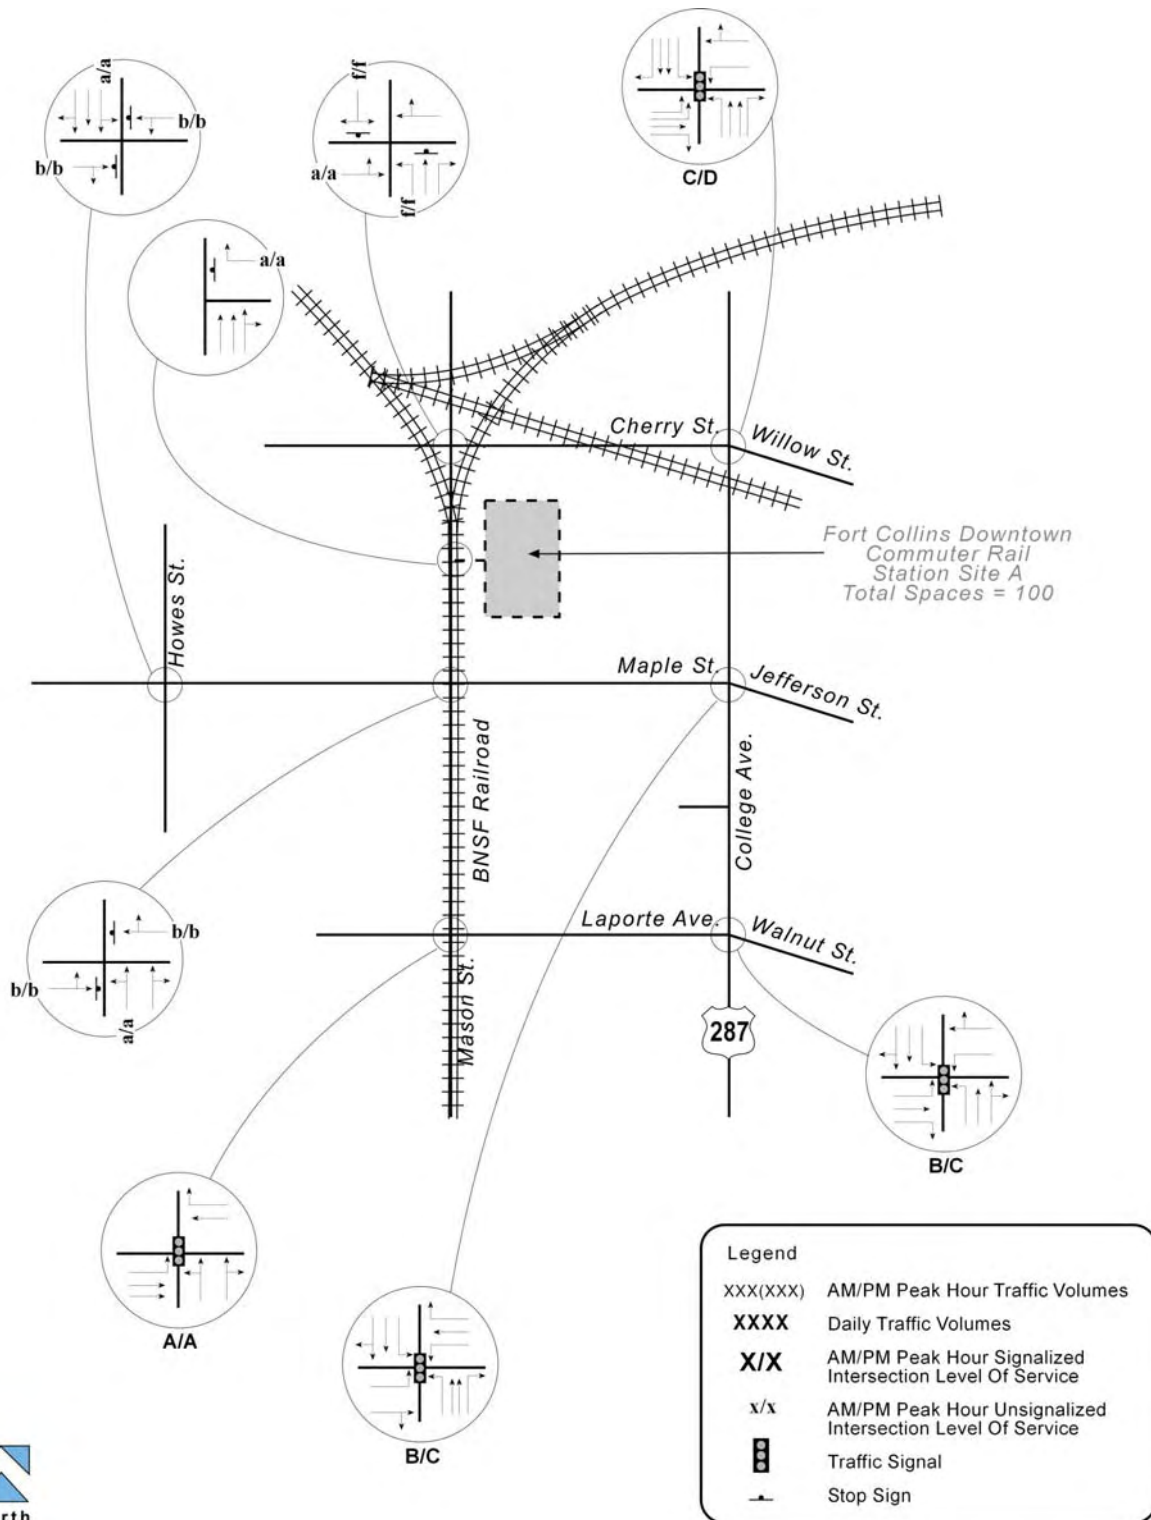 a/a
b/b
b/b
f/f
a/a
f/f
C/D
a/a
Cherry St.
Willow St.
Fort Collins Downtown
Commuter Rail
Station Site A
Total Spaces = 100
Howes St.
Maple St.
Jefferson St.
BNSF Railroad
College Ave.
b/b
b/b
a/a
Laporte Ave.
Walnut St.
Mason St.
287
B/C
A/A
B/C
Legend
XXX(XXX) AM/PM Peak Hour Traffic Volumes
XXXX Daily Traffic Volumes
X/X AM/PM Peak Hour Signalized
Intersection Level Of Service
x/x AM/PM Peak Hour Unsignalized
Intersection Level Of Service
Traffic Signal
Stop Sign